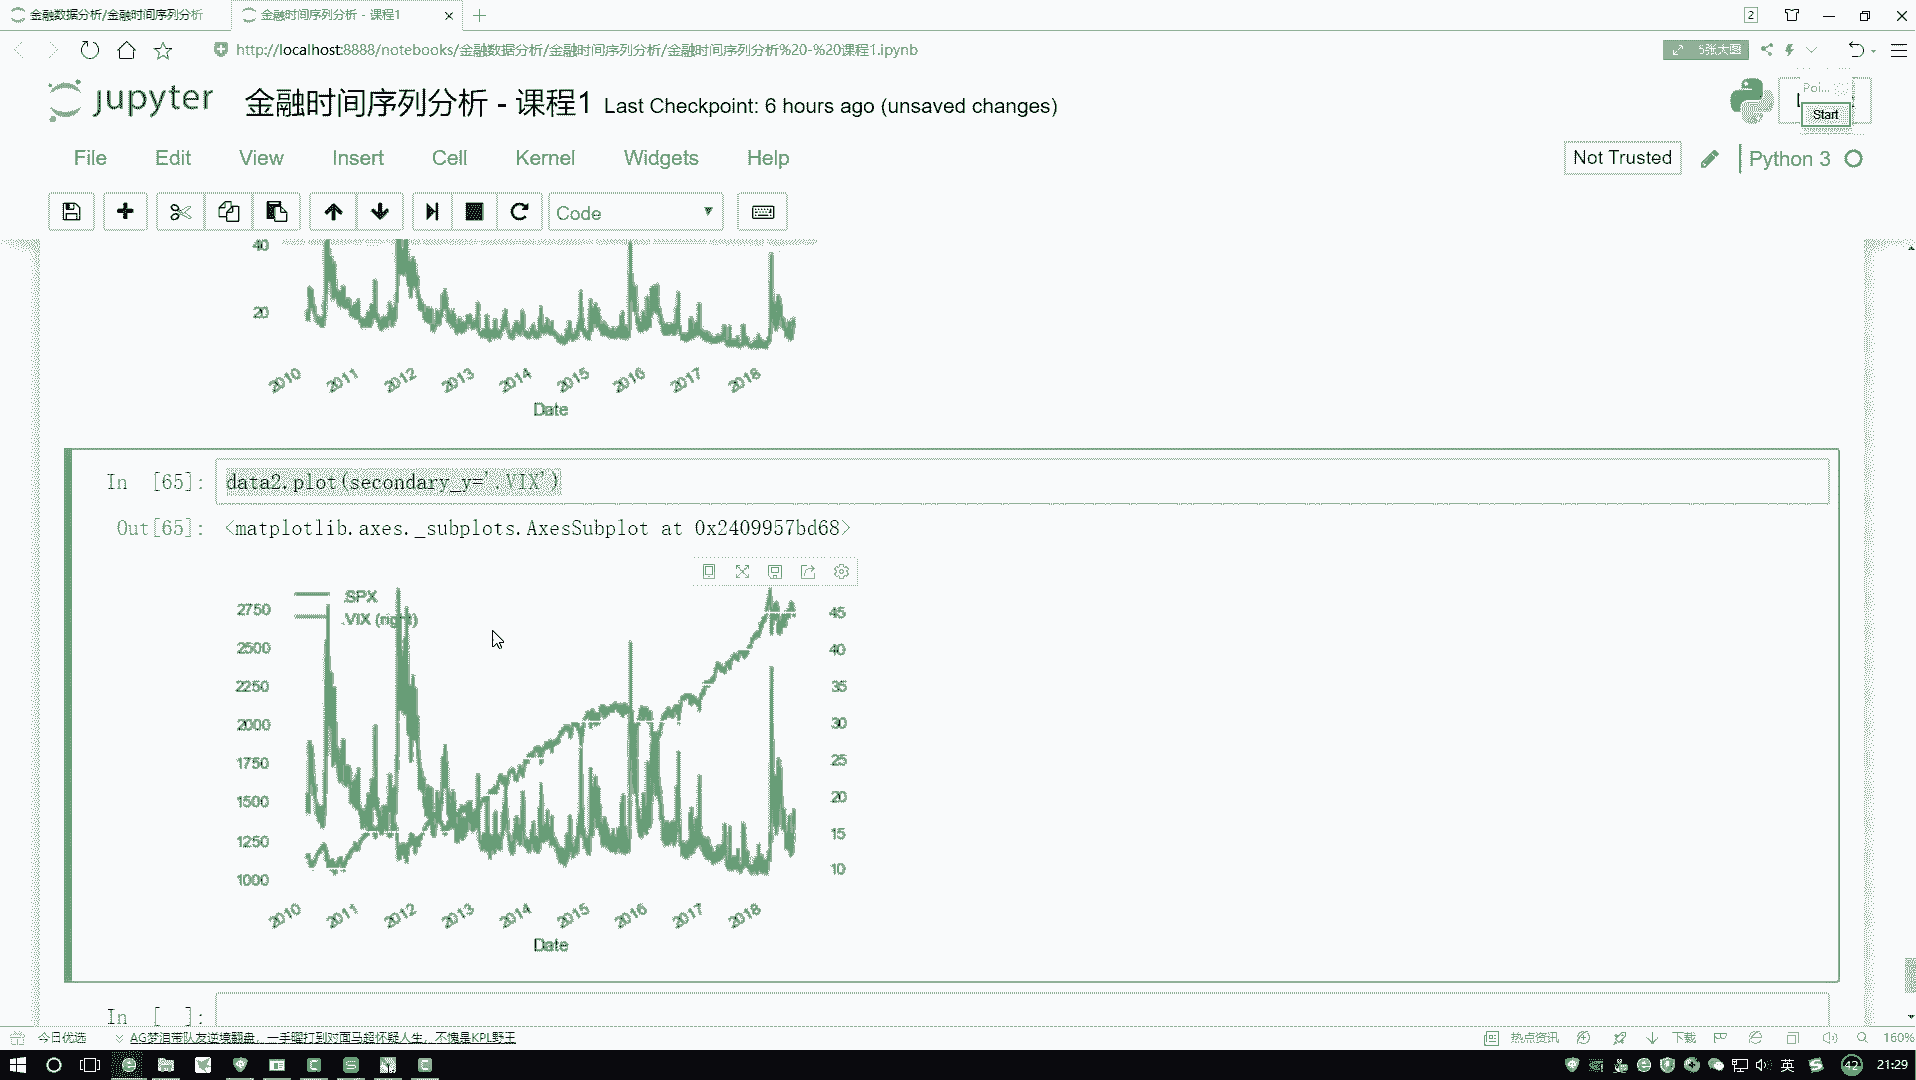 金融数据分析/金融时间序列分析
金融时间序列分析 - 课程1
2
http://localhost:8888/notebooks/金融数据分析/金融时间序列分析/金融时间序列分析%20-%20课程1.ipynb
5张大图
jupyter 金融时间序列分析 - 课程1 Last Checkpoint: 6 hours ago (unsaved changes)
Poi...
Start
File Edit View Insert Cell Kernel Widgets Help
Not Trusted
Python 3
Code
40
20
2010 2011 2012 2013 2014 2015 2016 2017 2018
Date
In [65]: data2.plot(secondary_y='.VIX')
Out[65]: <matplotlib.axes._subplots.AxesSubplot at 0x2409957bd68>
.SPX
.VIX (right)
2750 45
2500 40
2250 35
2000 30
1750 25
1500 20
1250 15
1000 10
2010 2011 2012 2013 2014 2015 2016 2017 2018
Date
In [ ]:
今日优选
AG梦泪带队友逆境翻盘，一手曜打到对面马超怀疑人生，不愧是KPL野王
热点资讯
下载
160%
英
42
21:29